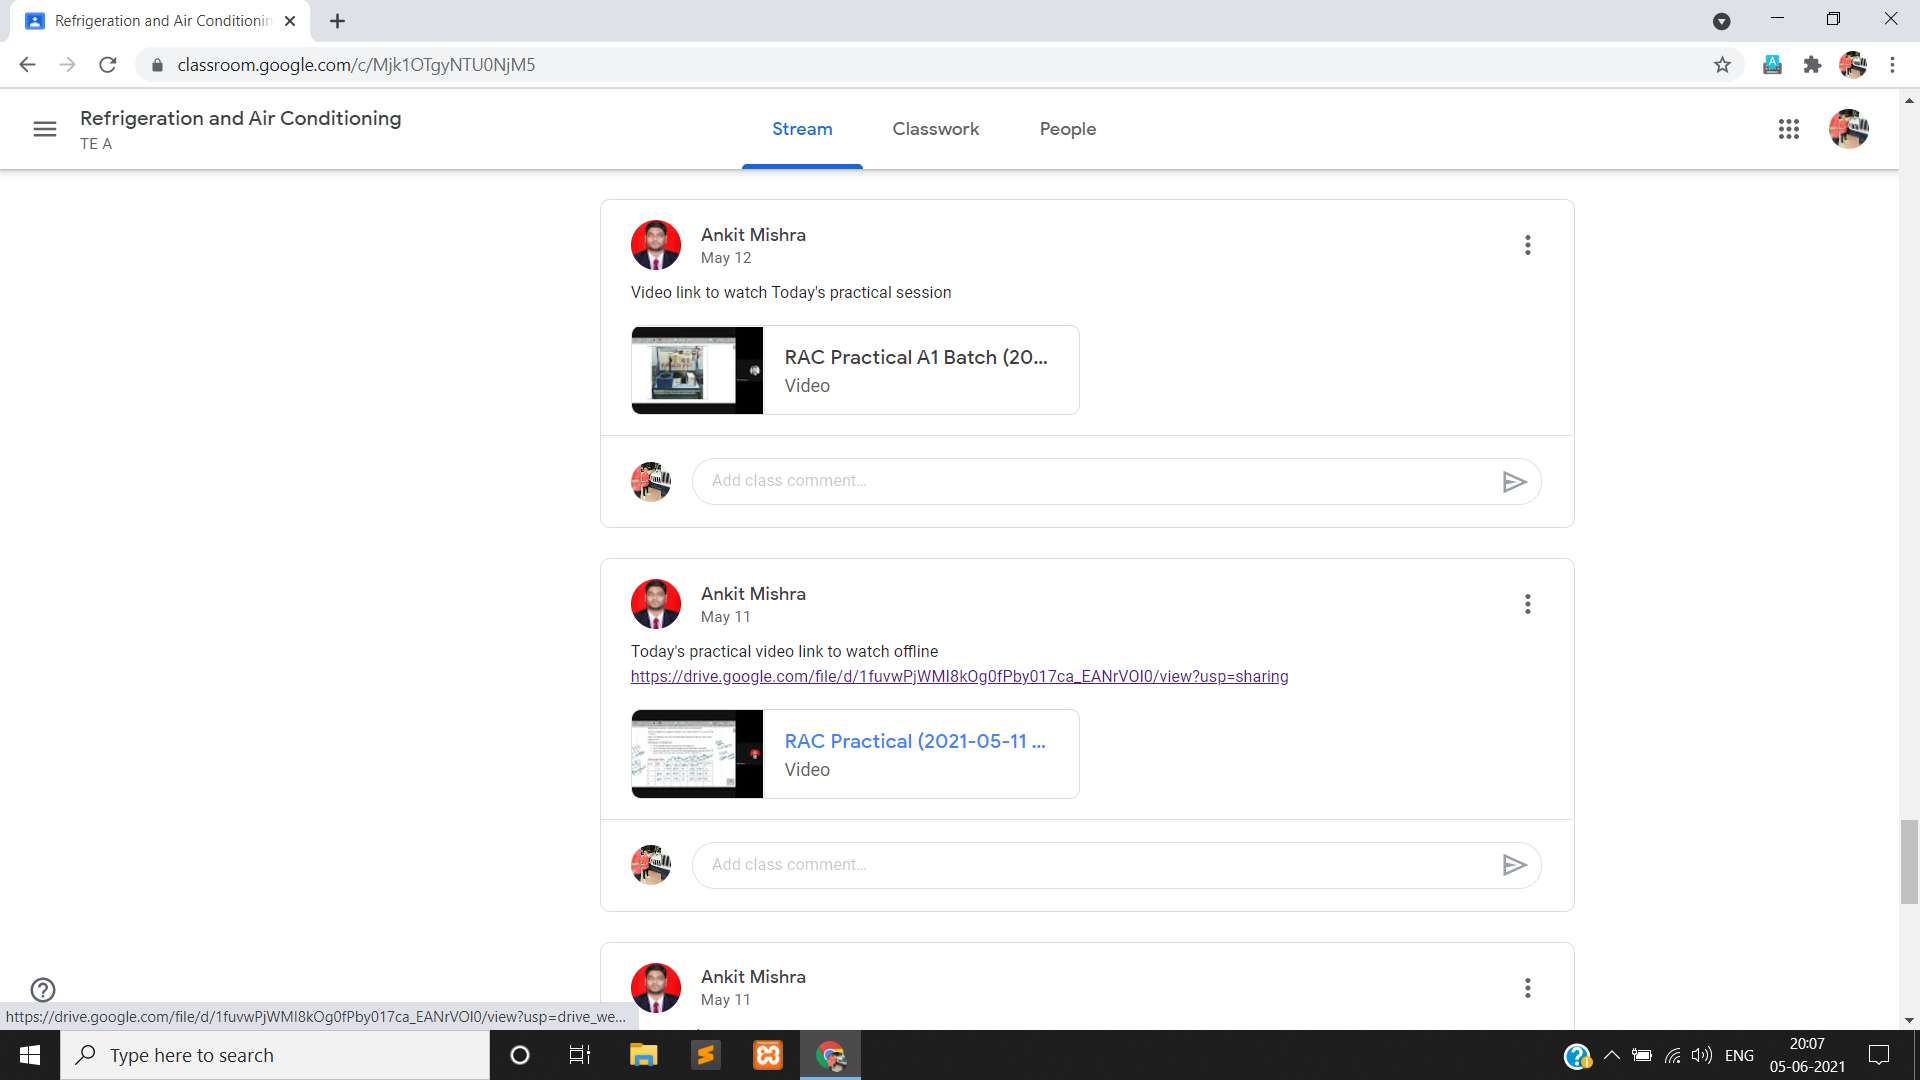 Refrigeration and Air Conditionin
classroom.google.com/c/Mjk1OTgyNTU0NjM5
Refrigeration and Air Conditioning
TE A
Stream
Classwork
People
Ankit Mishra
May 12
Video link to watch Today's practical session
RAC Practical A1 Batch (20...
Video
Add class comment...
Ankit Mishra
May 11
Today's practical video link to watch offline
https://drive.google.com/file/d/1fuvwPjWMI8kOg0fPby017ca_EANrVOI0/view?usp=sharing
RAC Practical (2021-05-11 ...
Video
Add class comment...
Ankit Mishra
May 11
https://drive.google.com/file/d/1fuvwPjWMI8kOg0fPby017ca_EANrVOI0/view?usp=drive_we...
Type here to search
ENG
20:07
05-06-2021